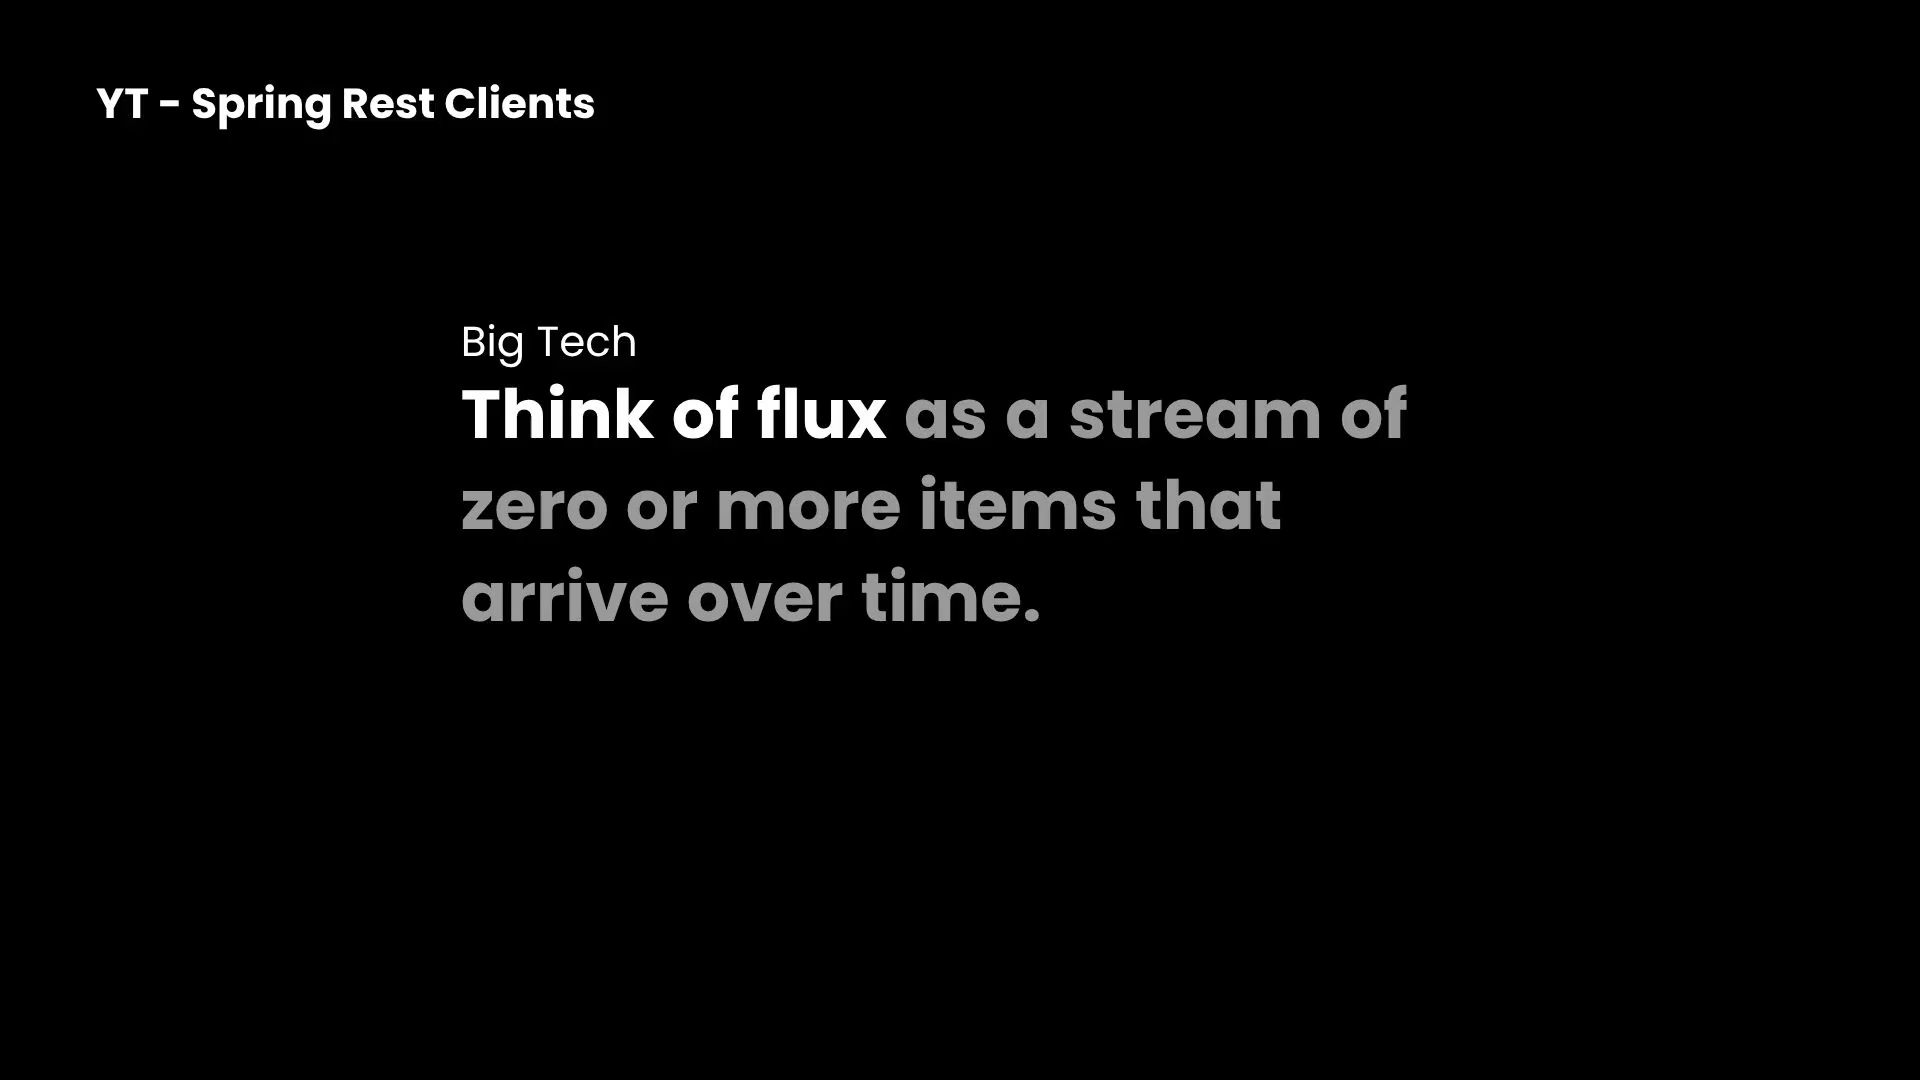 YT - Spring Rest Clients
Big Tech
Think of flux as a stream of
zero or more items that
arrive over time.